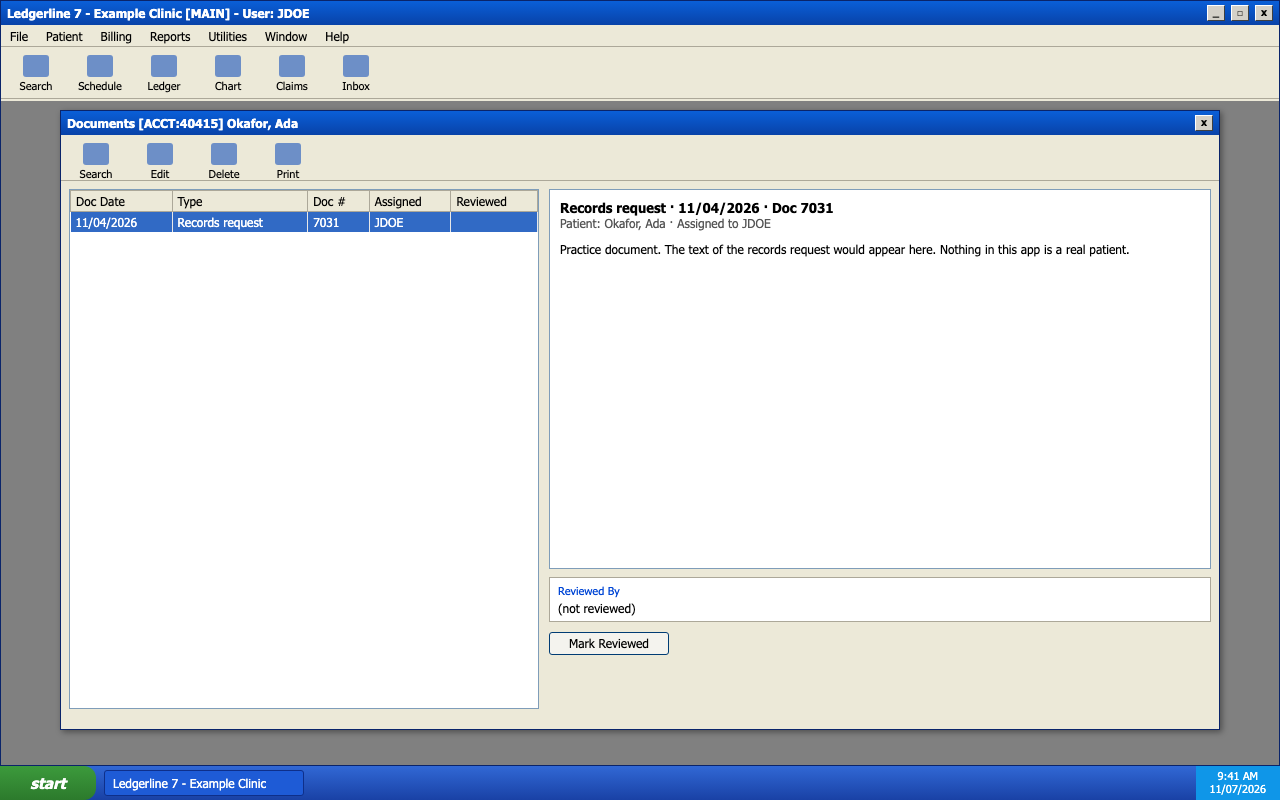 Ledgerline 7 - Example Clinic [MAIN] - User: JDOE
File Patient Billing Reports Utilities Window Help
Search Schedule Ledger Chart Claims Inbox
Documents [ACCT:40415] Okafor, Ada
Search Edit Delete Print
Doc Date Type Doc # Assigned Reviewed
11/04/2026 Records request 7031 JDOE
Records request · 11/04/2026 · Doc 7031
Patient: Okafor, Ada · Assigned to JDOE
Practice document. The text of the records request would appear here. Nothing in this app is a real patient.
Reviewed By
(not reviewed)
Mark Reviewed
start
Ledgerline 7 - Example Clinic
9:41 AM
11/07/2026